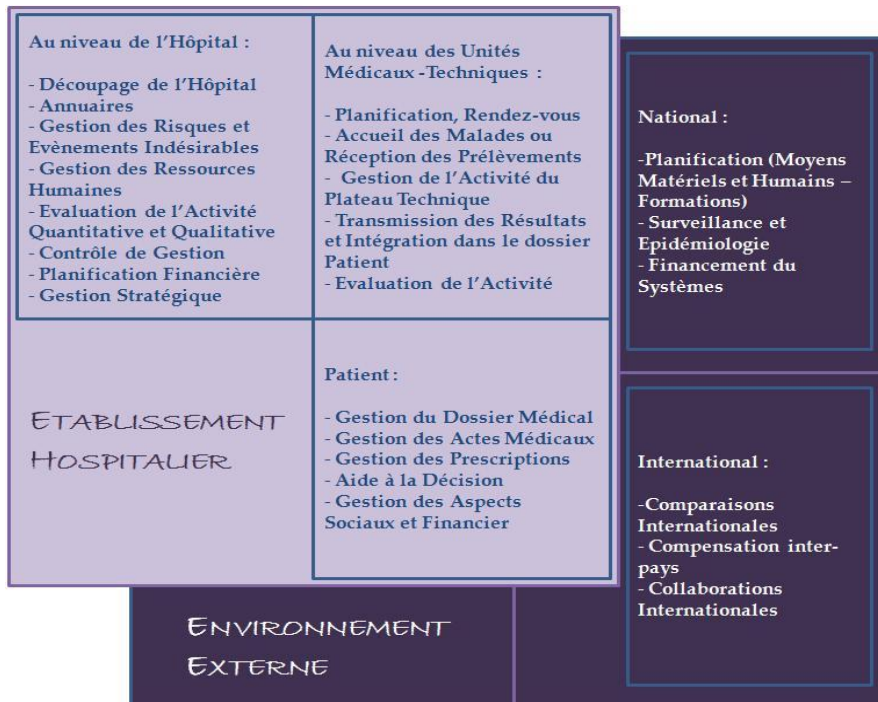 Au niveau de l'Hôpital :
- Découpage de l'Hôpital
- Annuaires
- Gestion des Risques et
Evènements Indésirables
- Gestion des Ressources
Humaines
- Evaluation de l'Activité
Quantitative et Qualitative
- Contrôle de Gestion
- Planification Financière
- Gestion Stratégique
Au niveau des Unités
Médicaux -Techniques :
- Planification, Rendez-vous
- Accueil des Malades ou
Réception des Prélèvements
- Gestion de l'Activité du
Plateau Technique
- Transmission des Résultats
et Intégration dans le dossier
Patient
- Evaluation de l'Activité
National :
-Planification (Moyens
Matériels et Humains –
Formations)
- Surveillance et
Epidémiologie
- Financement du
Systèmes
ETABLISSEMENT
HOSPITALIER
Patient :
- Gestion du Dossier Médical
- Gestion des Actes Médicaux
- Gestion des Prescriptions
- Aide à la Décision
- Gestion des Aspects
Sociaux et Financier
International :
-Comparaisons
Internationales
- Compensation inter-
pays
- Collaborations
Internationales
ENVIRONNEMENT
EXTERNE